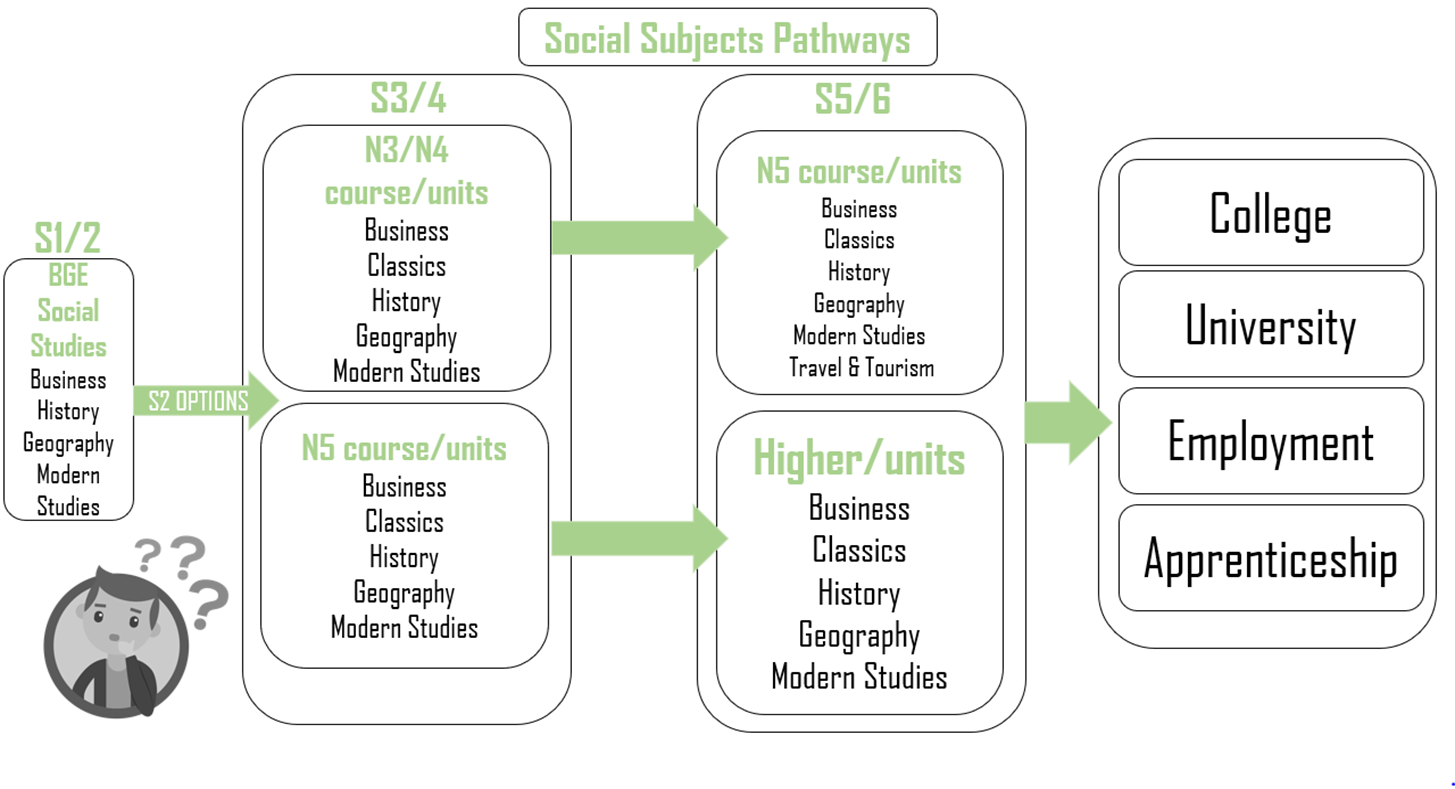 Social Subjects Pathways
S1/2
BGE
Social
Studies
Business
History
Geography
Modern
Studies
S2 OPTIONS
???
S3/4
N3/N4
course/units
Business
Classics
History
Geography
Modern Studies
N5 course/units
Business
Classics
History
Geography
Modern Studies
S5/6
N5 course/units
Business
Classics
History
Geography
Modern Studies
Travel & Tourism
Higher/units
Business
Classics
History
Geography
Modern Studies
College
University
Employment
Apprenticeship